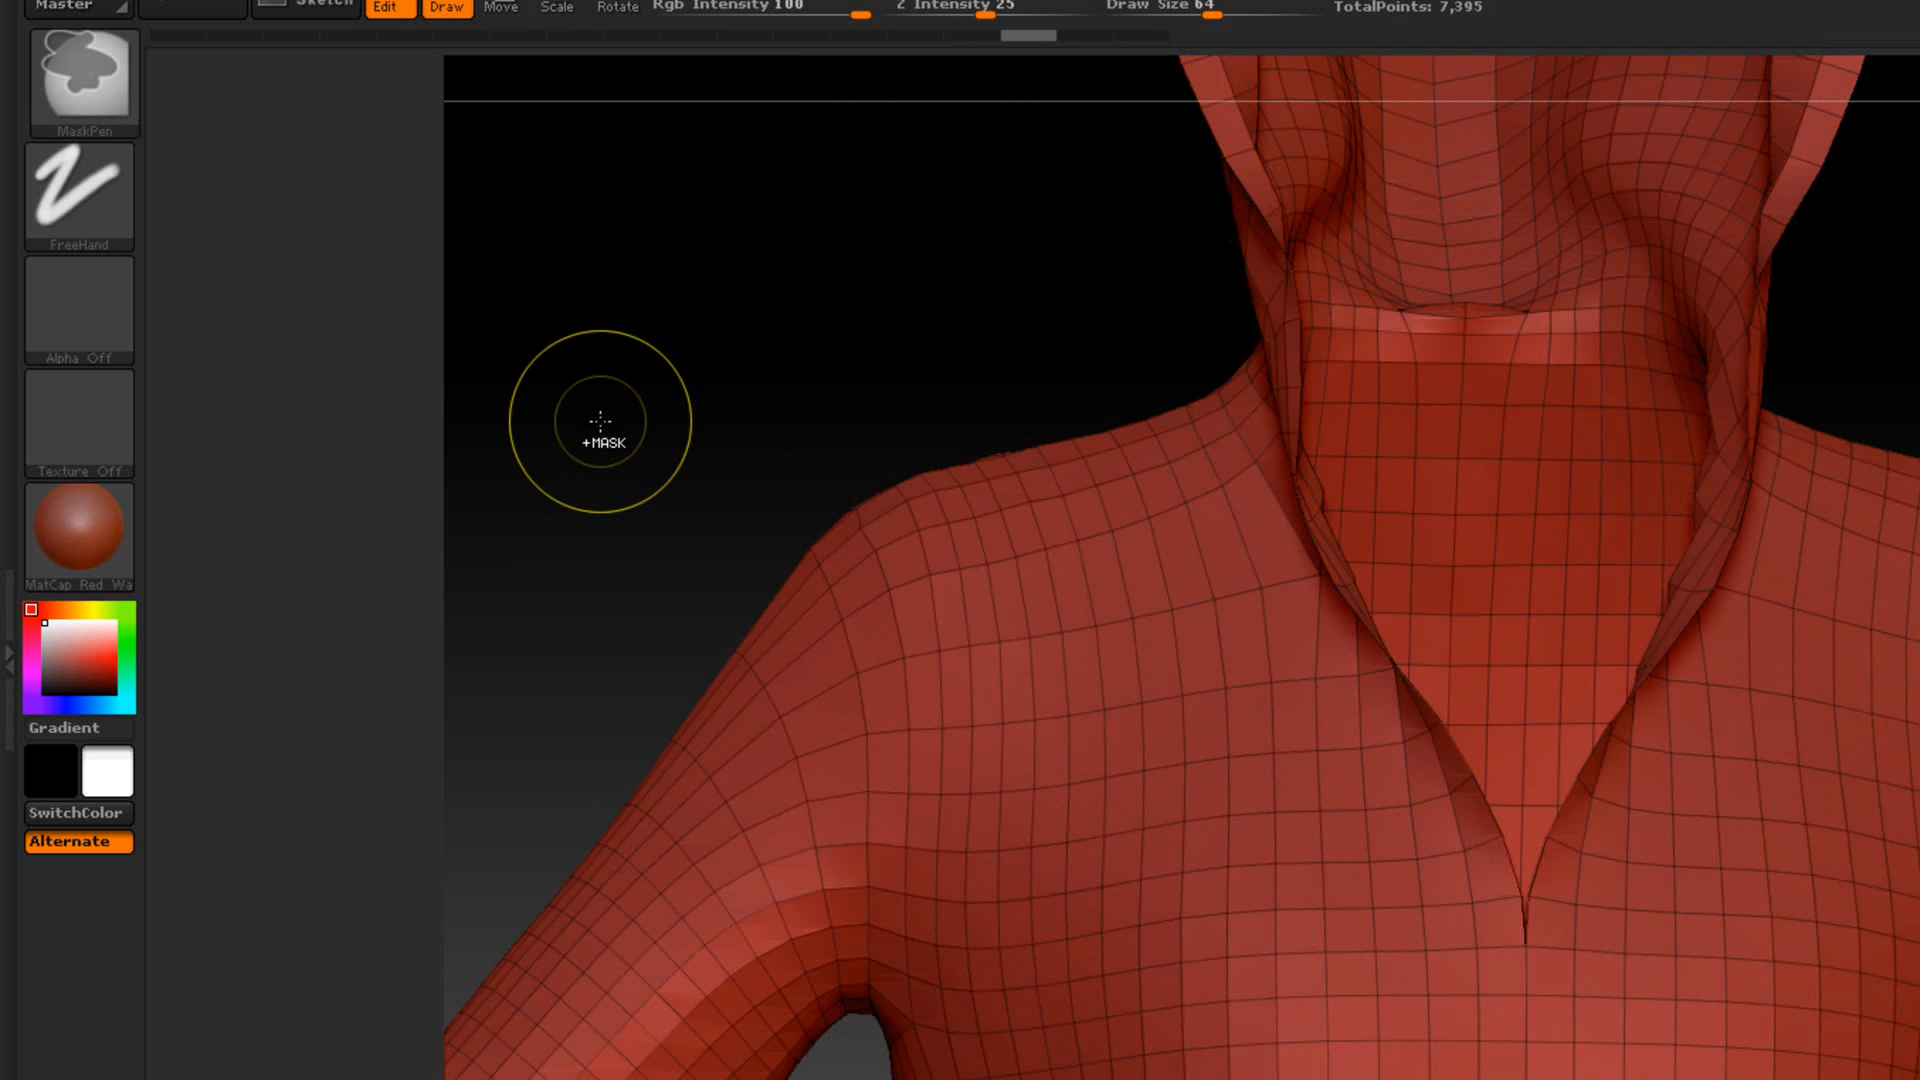 Master
Sketch
Edit
Draw
Move
Scale
Rotate
Rgb Intensity 100
Z Intensity 25
Draw Size 64
TotalPoints: 7,395
MaskPen
FreeHand
Alpha Off
Texture Off
MatCap Red Wa
Gradient
SwitchColor
Alternate
+MASK